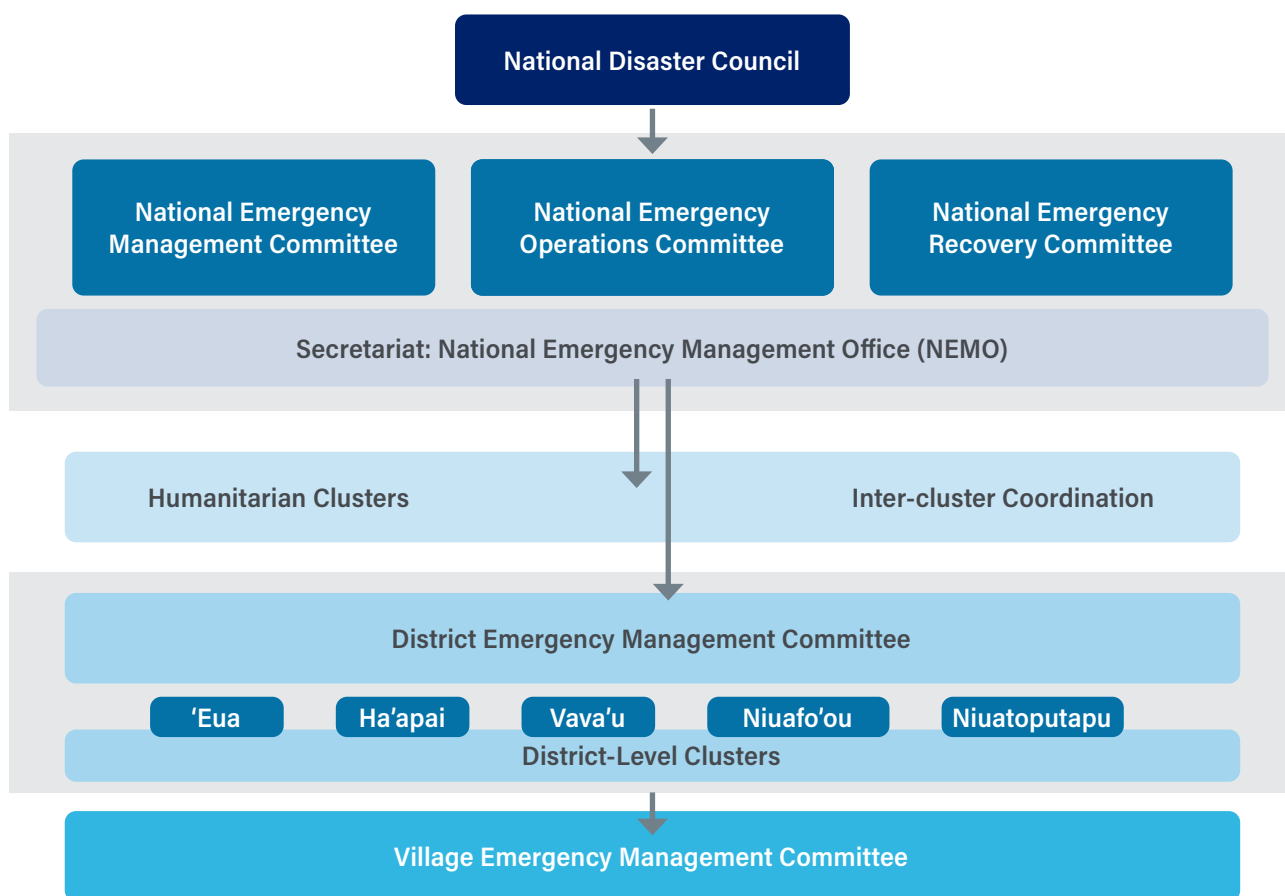 National Disaster Council
National Emergency
Management Committee
National Emergency
Operations Committee
National Emergency
Recovery Committee
Secretariat: National Emergency Management Office (NEMO)
Humanitarian Clusters
Inter-cluster Coordination
District Emergency Management Committee
‘Eua
Ha’apai
Vava’u
Niuafo’ou
Niuatoputapu
District-Level Clusters
Village Emergency Management Committee